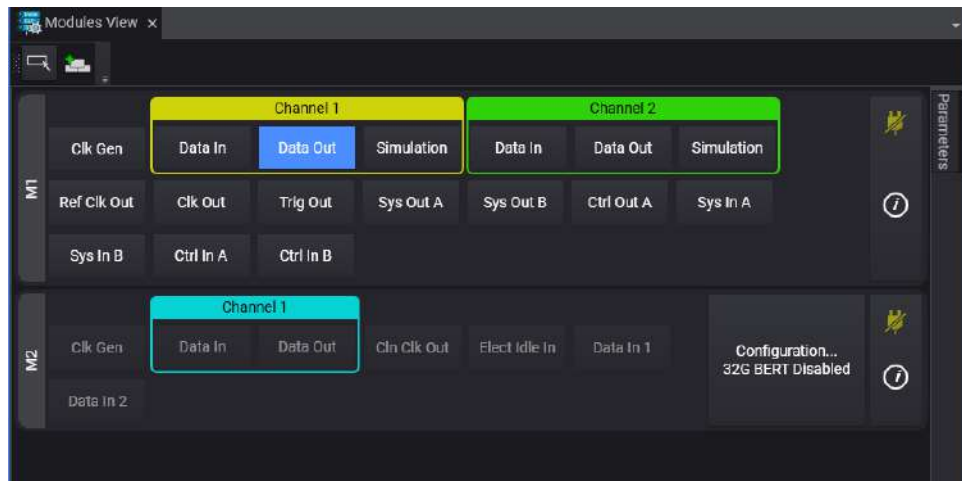 Modules View
Channel 1 Channel 2
Clk Gen Data In Data Out Simulation Data In Data Out Simulation
M1
Ref Clk Out Clk Out Trig Out Sys Out A Sys Out B Ctrl Out A Sys In A
Sys In B Ctrl In A Ctrl In B
Parameters
Channel 1
Clk Gen Data In Data Out Cln Clk Out Elect Idle In Data In 1
M2
Configuration...
32G BERT Disabled
Data In 2